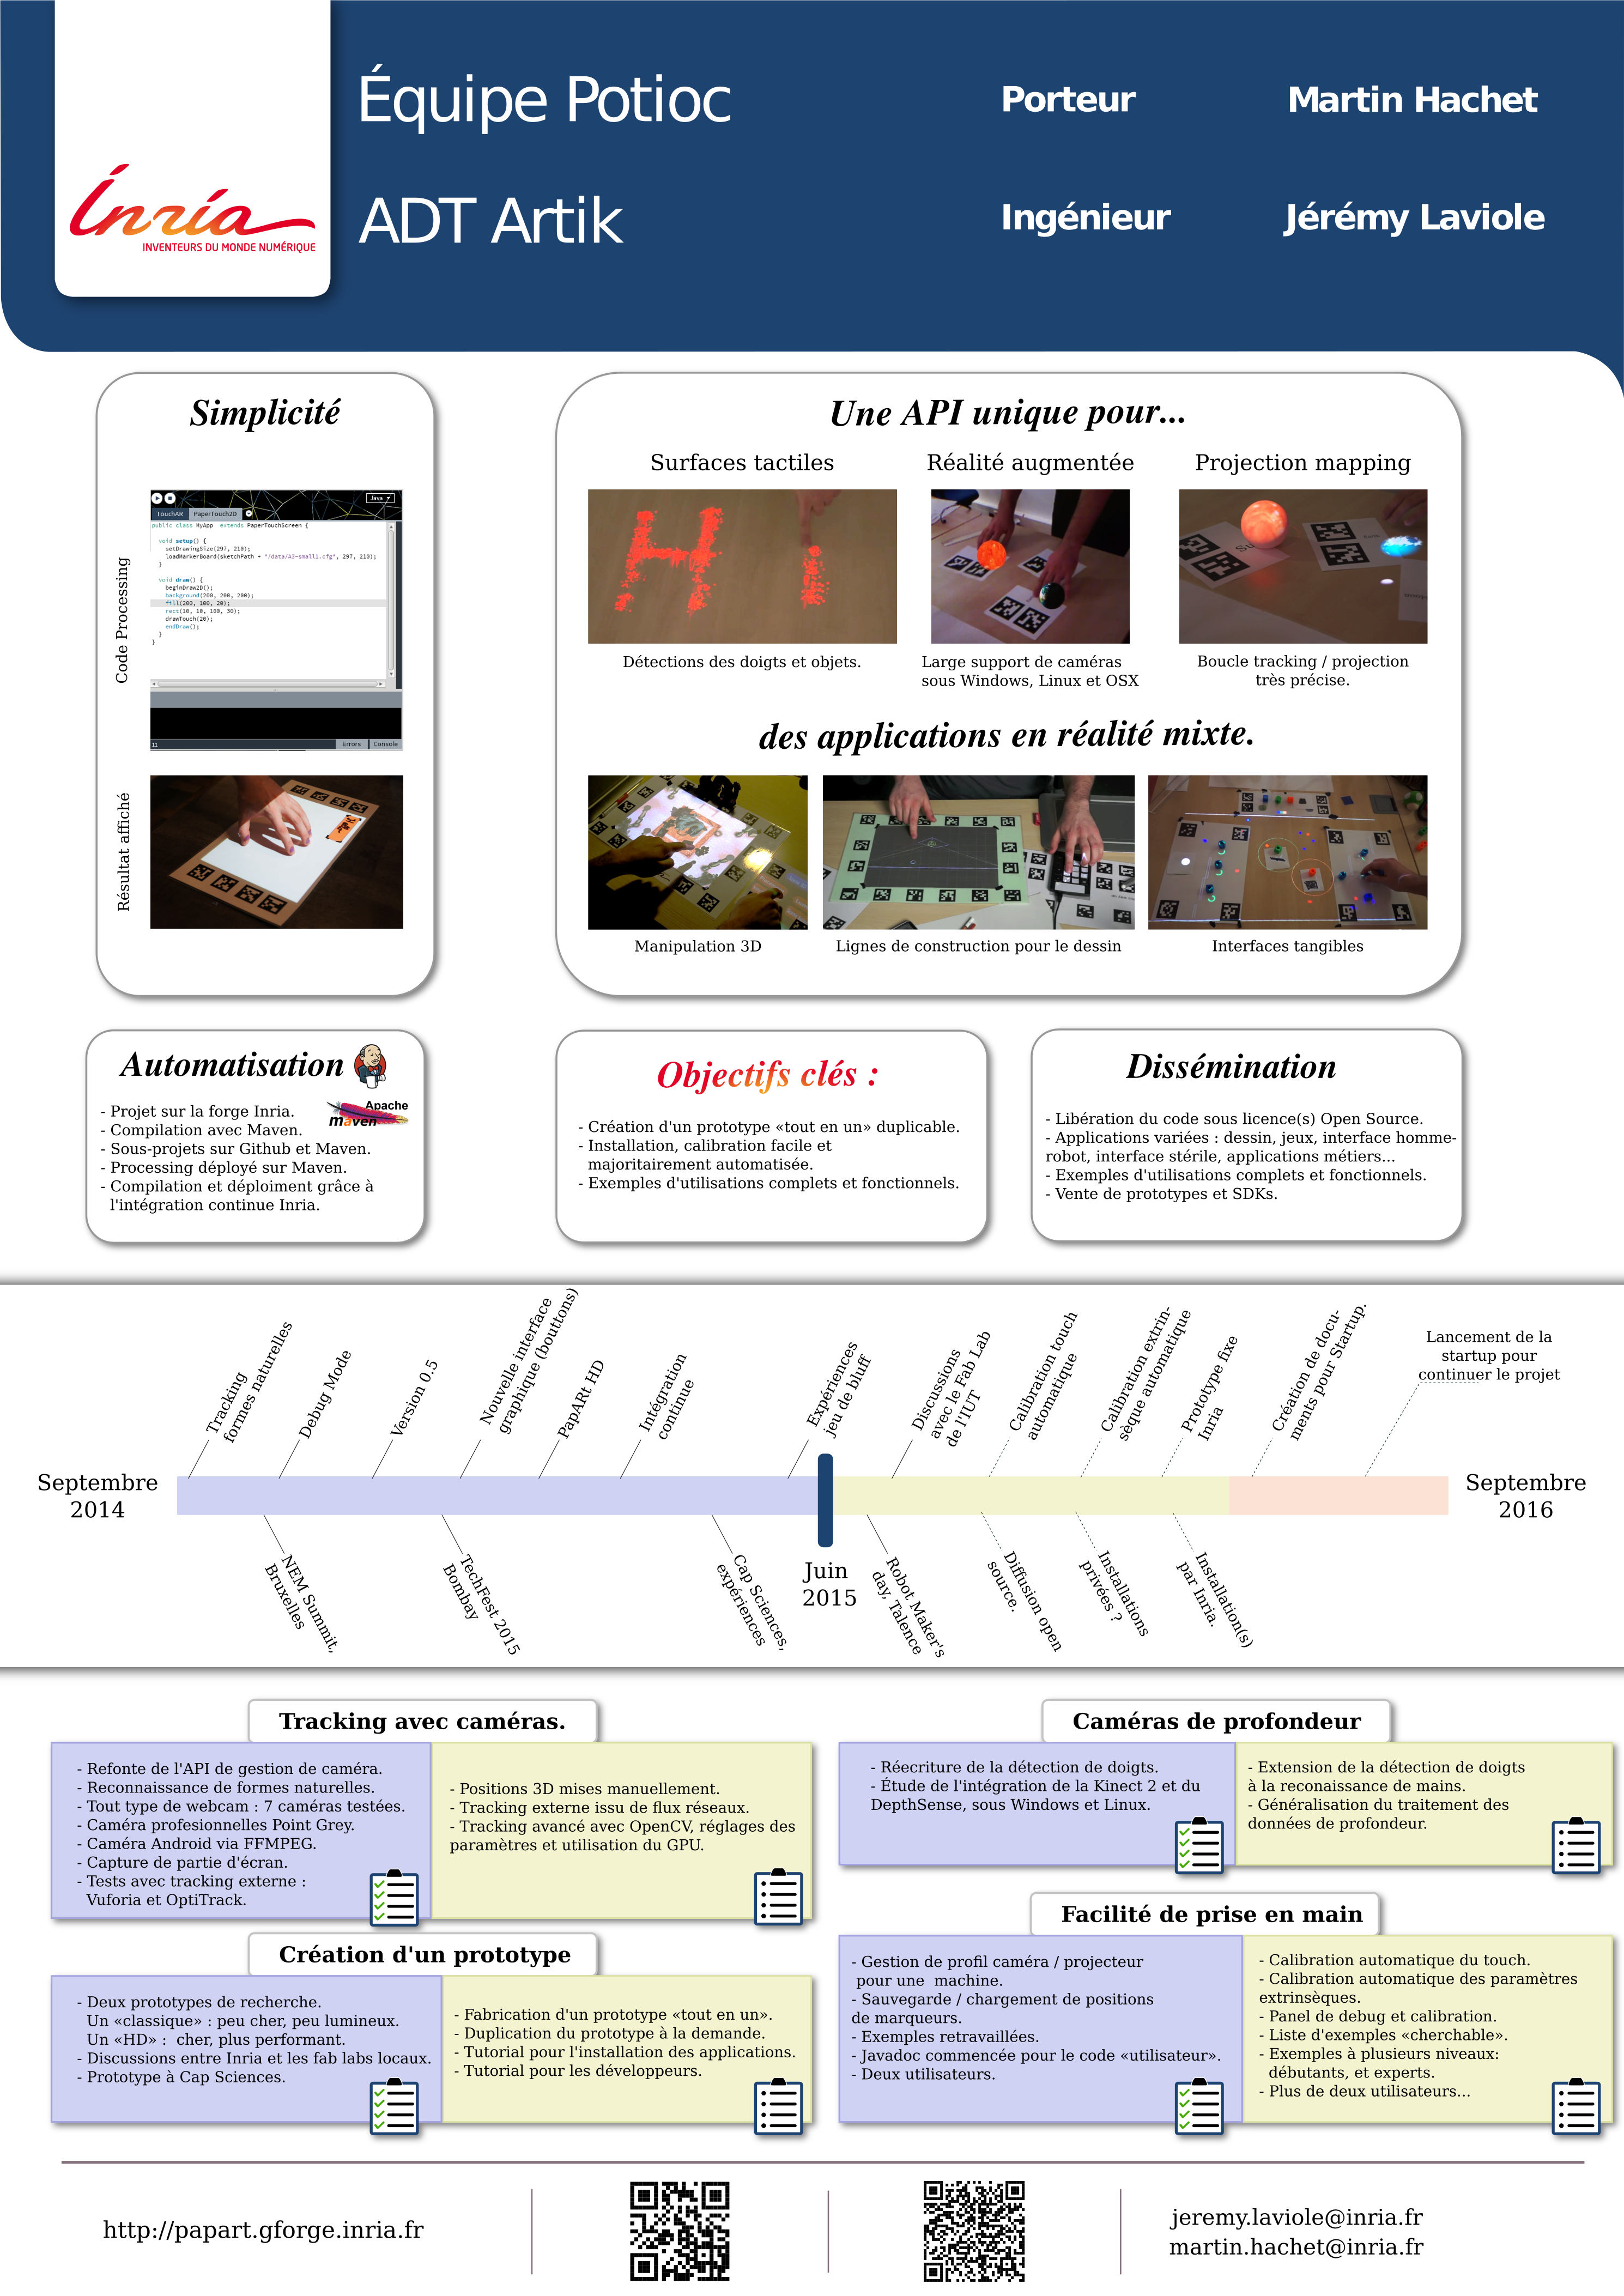 Équipe Potioc
Porteur
Martin Hachet
Inria
INVENTEURS DU MONDE NUMÉRIQUE
ADT Artik
Ingénieur
Jérémy Laviole
Simplicité
Code Processing
Java
TouchAR
PaperTouch2D
public class MyApp extends PaperTouchScreen {
void setup() {
setDrawingSize(297, 210);
loadMarkerBoard(sketchPath + "/data/A3-small1.cfg", 297, 210);
}
void draw() {
beginDraw2D();
background(200, 200, 200);
fill(200, 100, 20);
rect(10, 10, 100, 30);
drawTouch(20);
endDraw();
}
}
11
Errors
Console
Résultat affiché
Une API unique pour...
Surfaces tactiles
Réalité augmentée
Projection mapping
Hi
Détections des doigts et objets.
Large support de caméras
sous Windows, Linux et OSX
Boucle tracking / projection
très précise.
des applications en réalité mixte.
Manipulation 3D
Lignes de construction pour le dessin
Interfaces tangibles
Automatisation
Apache
maven
- Projet sur la forge Inria.
- Compilation avec Maven.
- Sous-projets sur Github et Maven.
- Processing déployé sur Maven.
- Compilation et déploiment grâce à
l'intégration continue Inria.
Objectifs clés :
- Création d'un prototype «tout en un» duplicable.
- Installation, calibration facile et
majoritairement automatisée.
- Exemples d'utilisations complets et fonctionnels.
Dissémination
- Libération du code sous licence(s) Open Source.
- Applications variées : dessin, jeux, interface homme-
robot, interface stérile, applications métiers...
- Exemples d'utilisations complets et fonctionnels.
- Vente de prototypes et SDKs.
Tracking
formes naturelles
Debug Mode
Version 0.5
Nouvelle interface
graphique (bouttons)
PapARt HD
Intégration
continue
Expériences
jeu de bluff
Discussions
avec le Fab Lab
de l'IUT
Calibration touch
automatique
Calibration extrin-
sèque automatique
Prototype fixe
Inria
Création de docu-
ments pour Startup.
Lancement de la
startup pour
continuer le projet
Septembre
2014
Septembre
2016
NEM Summit,
Bruxelles
TechFest 2015
Bombay
Cap Sciences,
expériences
Juin
2015
Robot Maker's
day, Talence
Diffusion open
source.
Installations
privées ?
Installation(s)
par Inria.
Tracking avec caméras.
- Refonte de l'API de gestion de caméra.
- Reconnaissance de formes naturelles.
- Tout type de webcam : 7 caméras testées.
- Caméra profesionnelles Point Grey.
- Caméra Android via FFMPEG.
- Capture de partie d'écran.
- Tests avec tracking externe :
Vuforia et OptiTrack.
- Positions 3D mises manuellement.
- Tracking externe issu de flux réseaux.
- Tracking avancé avec OpenCV, réglages des
paramètres et utilisation du GPU.
Caméras de profondeur
- Réecriture de la détection de doigts.
- Étude de l'intégration de la Kinect 2 et du
DepthSense, sous Windows et Linux.
- Extension de la détection de doigts
à la reconaissance de mains.
- Généralisation du traitement des
données de profondeur.
Création d'un prototype
- Deux prototypes de recherche.
Un «classique» : peu cher, peu lumineux.
Un «HD» : cher, plus performant.
- Discussions entre Inria et les fab labs locaux.
- Prototype à Cap Sciences.
- Fabrication d'un prototype «tout en un».
- Duplication du prototype à la demande.
- Tutorial pour l'installation des applications.
- Tutorial pour les développeurs.
Facilité de prise en main
- Gestion de profil caméra / projecteur
pour une machine.
- Sauvegarde / chargement de positions
de marqueurs.
- Exemples retravaillées.
- Javadoc commencée pour le code «utilisateur».
- Deux utilisateurs.
- Calibration automatique du touch.
- Calibration automatique des paramètres
extrinsèques.
- Panel de debug et calibration.
- Liste d'exemples «cherchable».
- Exemples à plusieurs niveaux:
débutants, et experts.
- Plus de deux utilisateurs...
http://papart.gforge.inria.fr
jeremy.laviole@inria.fr
martin.hachet@inria.fr